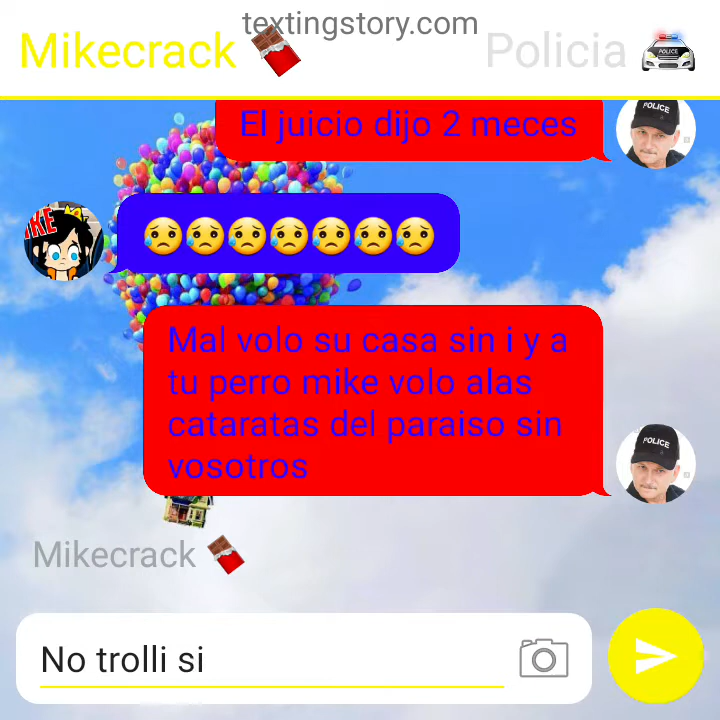 textingstory.com
Mikecrack 🍫
Policia 🚔
El juicio dijo 2 meces
POLICE
KE
😥😥😥😥😥😥😥
Mal volo su casa sin i y a
tu perro mike volo alas
cataratas del paraiso sin
vosotros
POLICE
Mikecrack 🍫
No trolli si